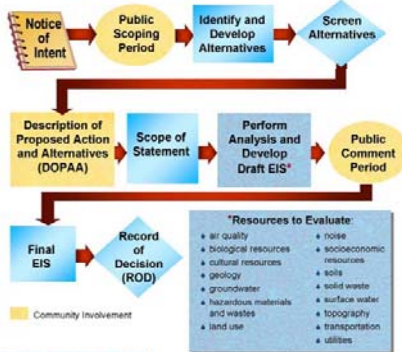 Notice
of
Intent
Public
Scoping
Period
Identify and
Develop
Alternatives
Screen
Alternatives
Description of
Proposed Action
and Alternatives
(DOPAA)
Scope of
Statement
Perform
Analysis and
Develop
Draft EIS*
Public
Comment
Period
Final
EIS
Record
of
Decision
(ROD)
Community Involvement
*Resources to Evaluate:
♦ air quality
♦ biological resources
♦ cultural resources
♦ geology
♦ groundwater
♦ hazardous materials
and wastes
♦ land use
♦ noise
♦ socioeconomic
resources
♦ soils
♦ solid waste
♦ surface water
♦ topography
♦ transportation
♦ utilities